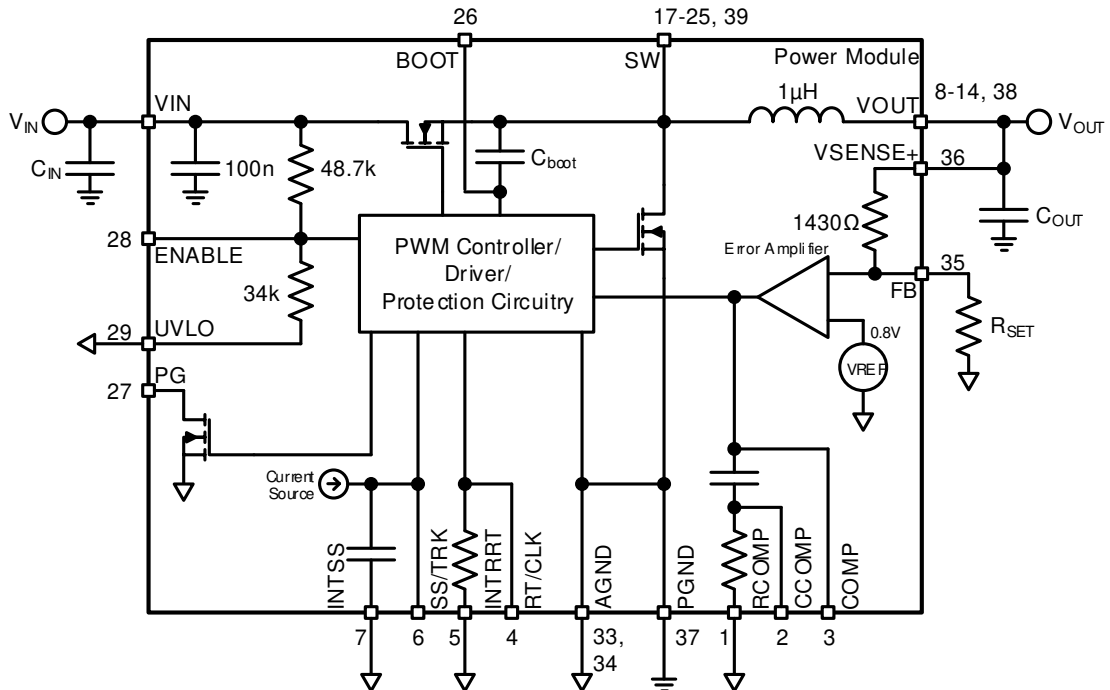 26
17-25, 39
BOOT
SW
Power Module
VIN
1µH
VOUT
8-14, 38
VIN
VOUT
VSENSE+
36
CIN
100n
48.7k
Cboot
1430Ω
COUT
28
ENABLE
PWM Controller/
Driver/
Protection Circuitry
Error Amplifier
35
FB
34k
RSET
29
UVLO
0.8V
VREF
27
PG
Current
Source
INTSS
SS/TRK
INTRRT
RT/CLK
AGND
PGND
RCOMP
CCOMP
COMP
7
6
5
4
33,
34
37
1
2
3